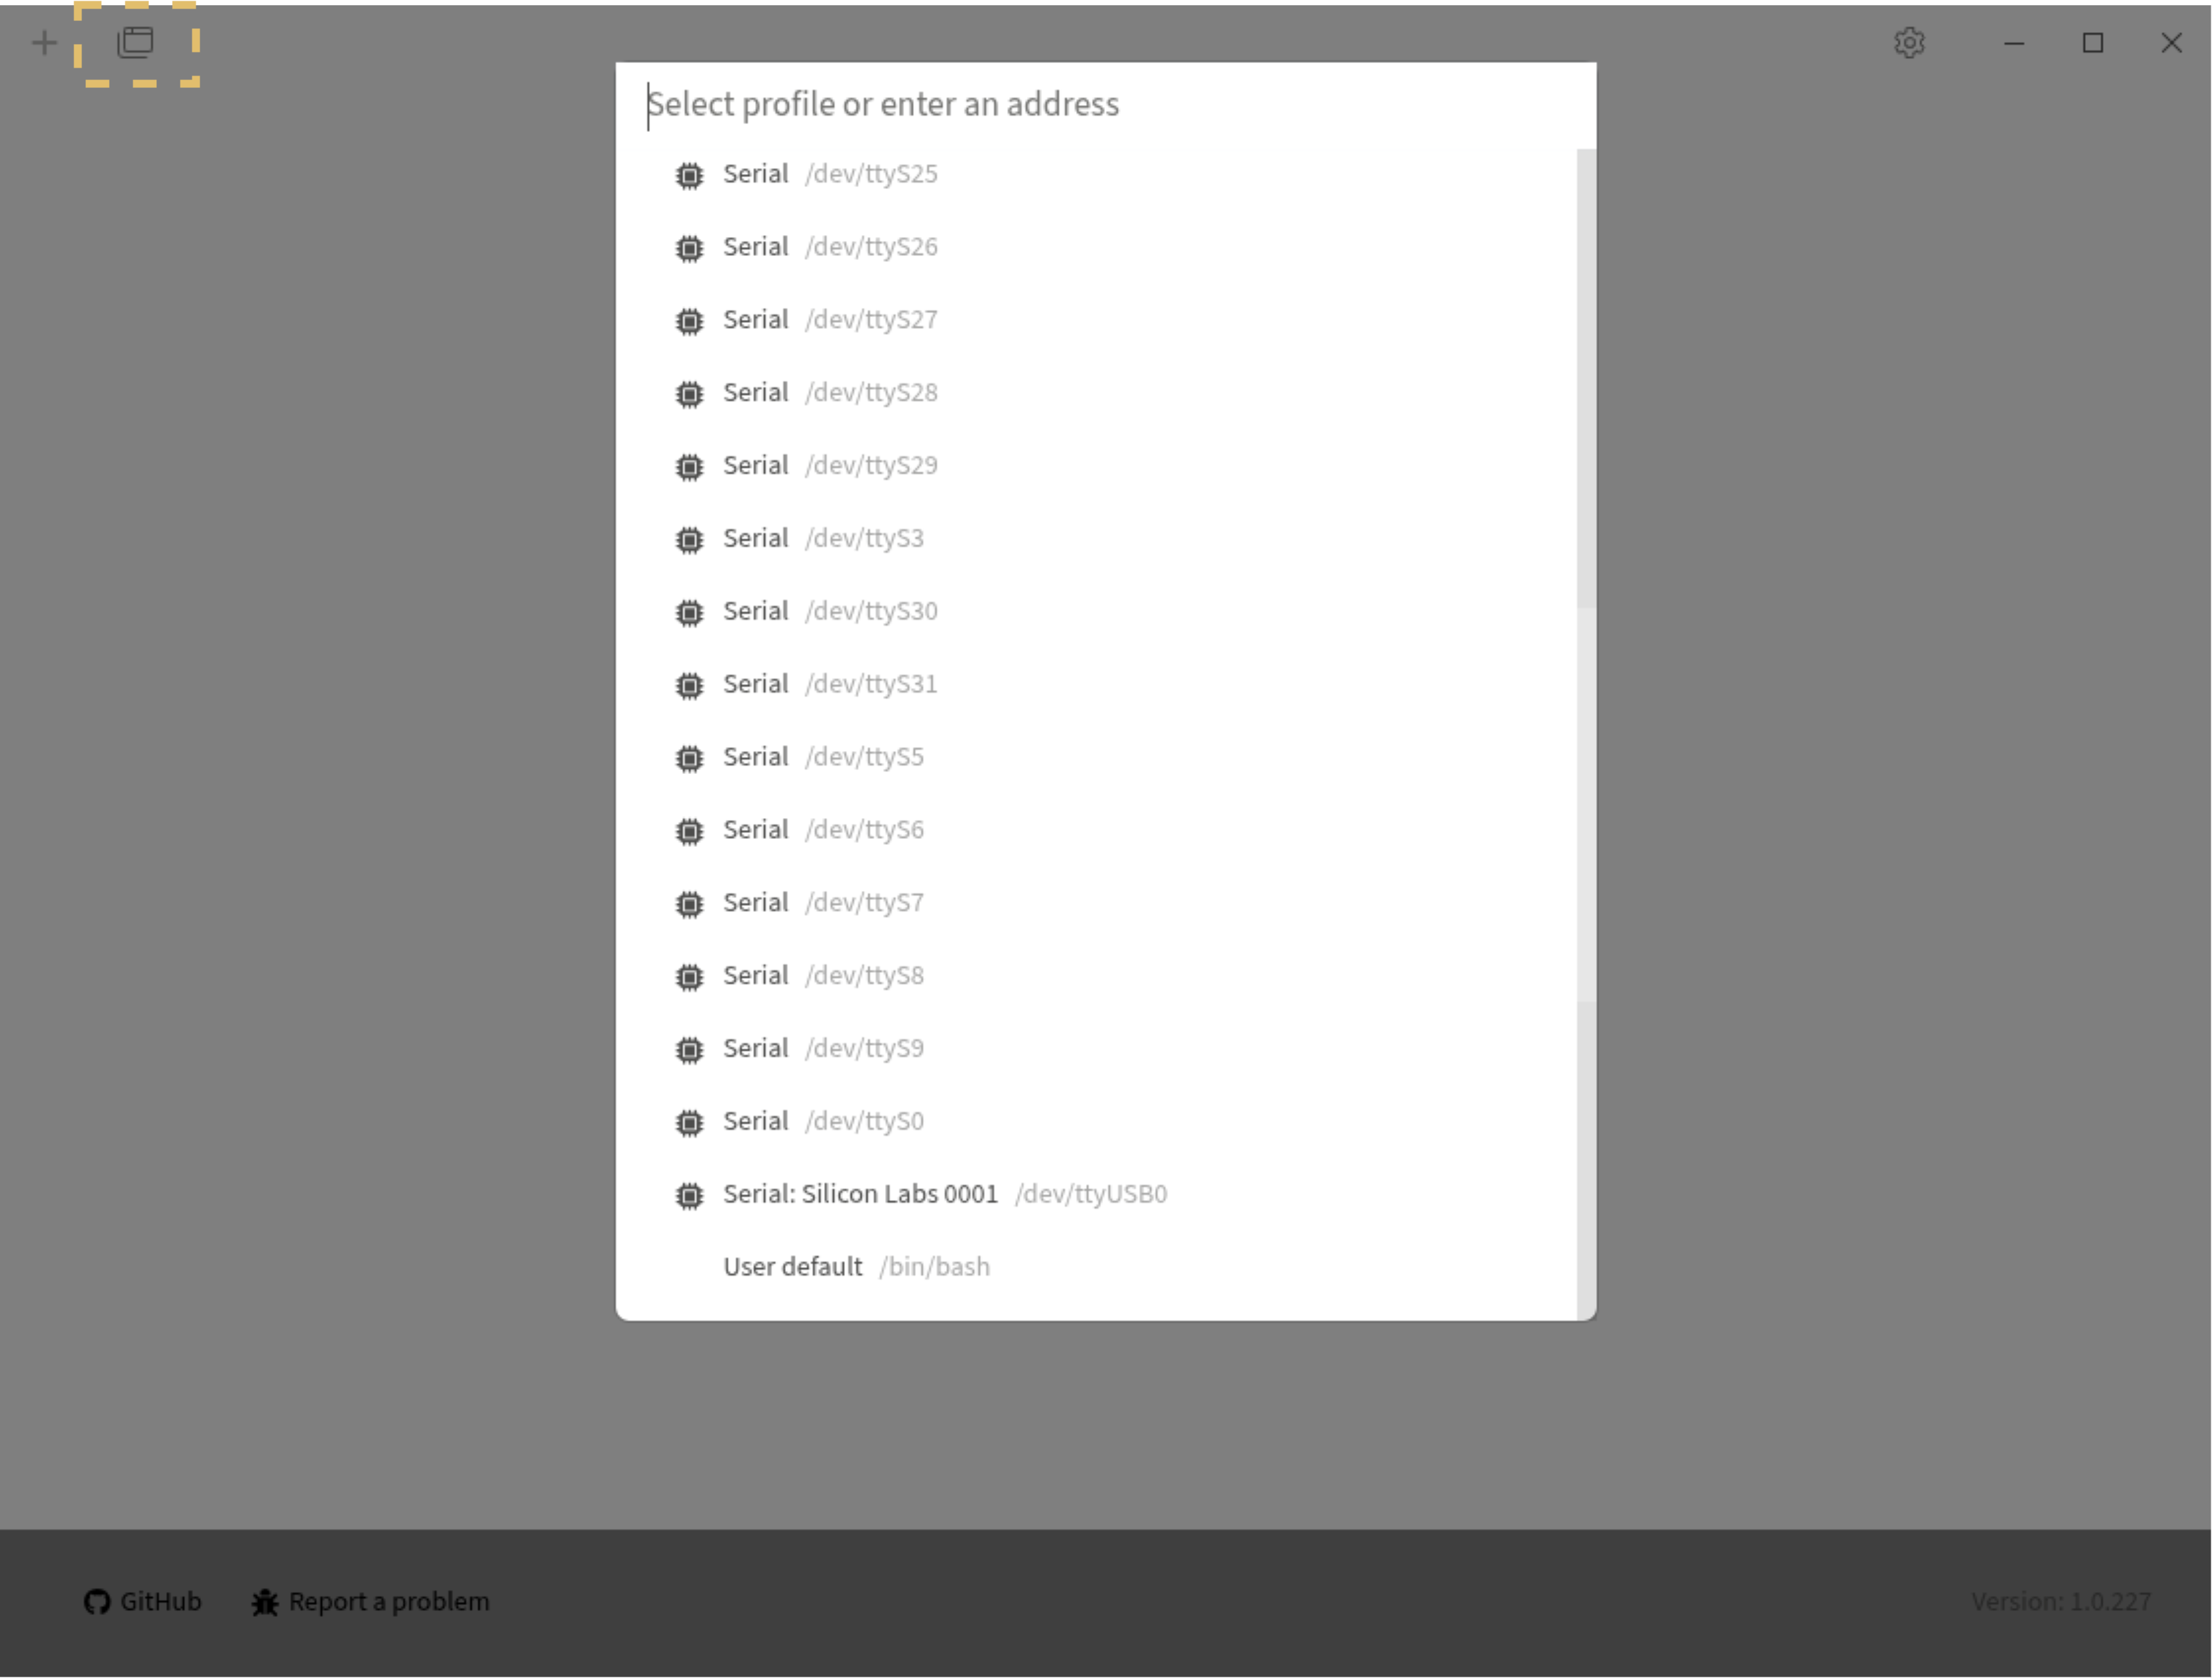 Select profile or enter an address
Serial /dev/ttyS25
Serial /dev/ttyS26
Serial /dev/ttyS27
Serial /dev/ttyS28
Serial /dev/ttyS29
Serial /dev/ttyS3
Serial /dev/ttyS30
Serial /dev/ttyS31
Serial /dev/ttyS5
Serial /dev/ttyS6
Serial /dev/ttyS7
Serial /dev/ttyS8
Serial /dev/ttyS9
Serial /dev/ttyS0
Serial: Silicon Labs 0001 /dev/ttyUSB0
User default /bin/bash
GitHub Report a problem Version: 1.0.227